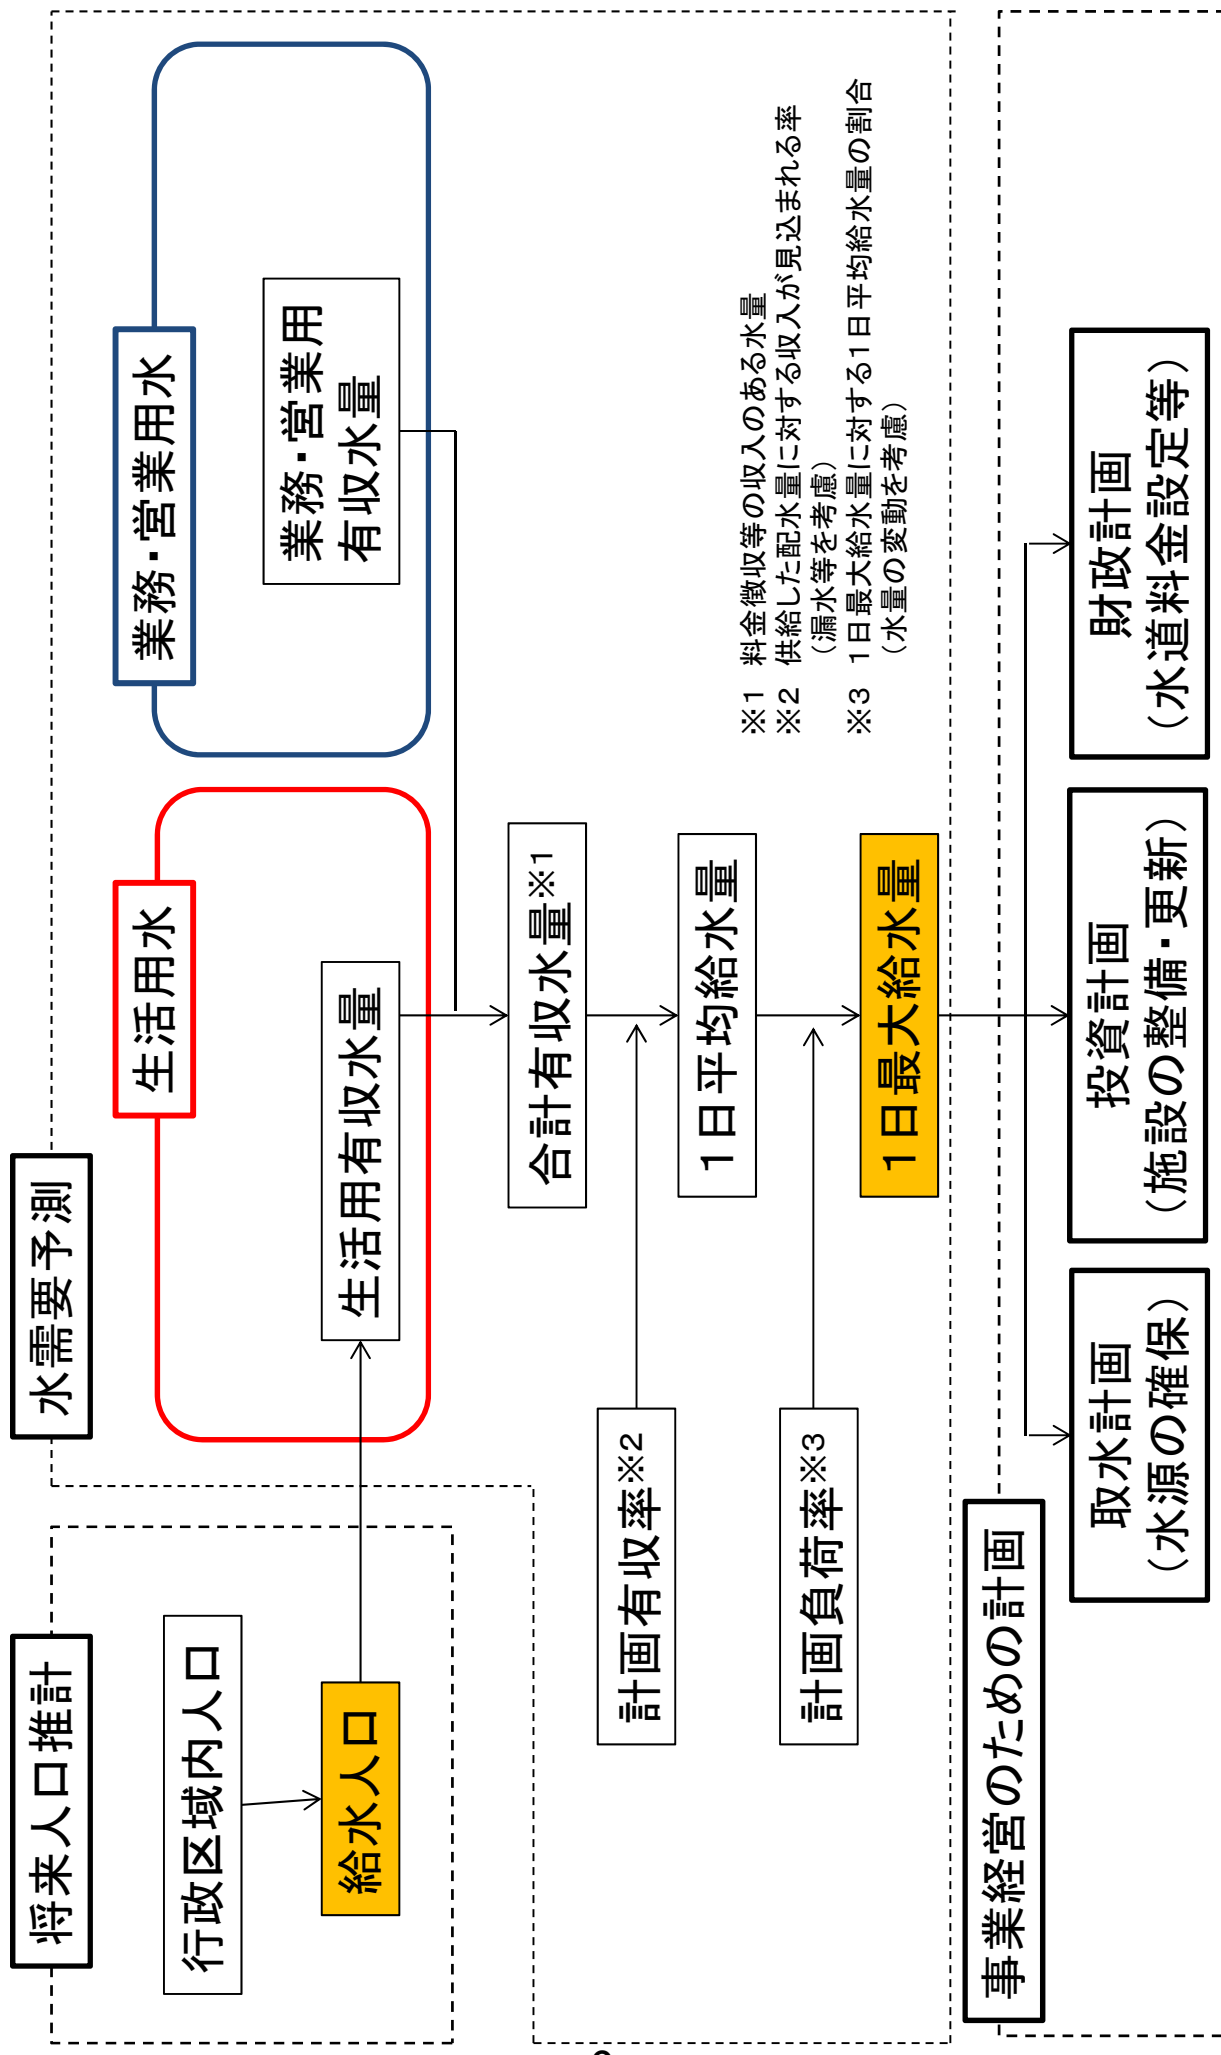 将来人口推計
行政区域内人口
給水人口
水需要予測
生活用水
生活用有収水量
業務・営業用水
業務・営業用
有収水量
合計有収水量※1
計画有収率※2
1日平均給水量
計画負荷率※3
1日最大給水量
※1 料金徴収等の収入のある水量
※2 供給した配水量に対する収入が見込まれる率
（漏水等を考慮）
※3 1日最大給水量に対する1日平均給水量の割合
（水量の変動を考慮）
事業経営のための計画
取水計画
（水源の確保）
投資計画
（施設の整備・更新）
財政計画
（水道料金設定等）